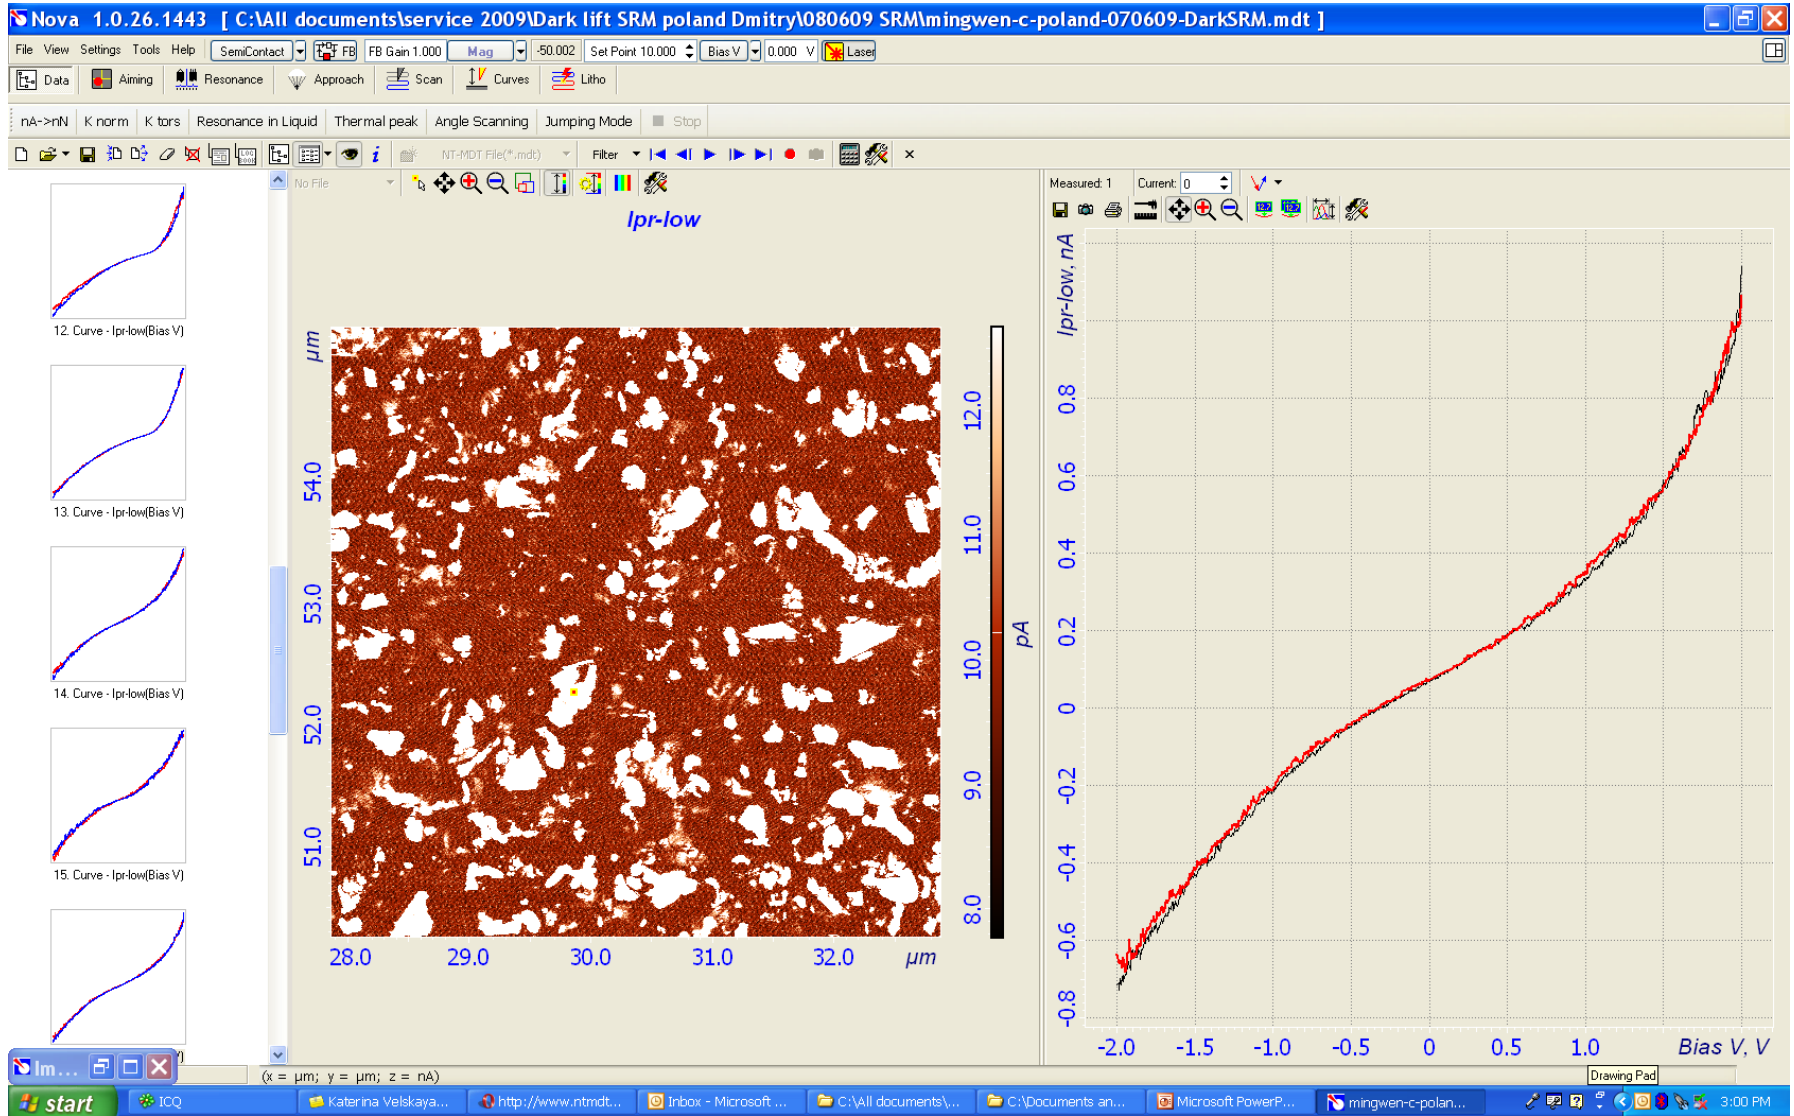 Nova 1.0.26.1443 [ C:\All documents\service 2009\Dark lift SRM poland Dmitry\080609 SRM\mingwen-c-poland-070609-DarkSRM.mdt ]
File View Settings Tools Help SemiContact FB FB Gain 1.000 Mag -50.002 Set Point 10.000 Bias V 0.000 V Laser
Data Aiming Resonance Approach Scan Curves Litho
nA->nN K norm K tors Resonance in Liquid Thermal peak Angle Scanning Jumping Mode Stop
NT-MDT File(*.mdt) Filter
No File
Measured: 1 Current: 0
Ipr-low
12. Curve - Ipr-low(Bias V)
13. Curve - Ipr-low(Bias V)
14. Curve - Ipr-low(Bias V)
15. Curve - Ipr-low(Bias V)
V)
µm
54.0
53.0
52.0
51.0
28.0 29.0 30.0 31.0 32.0 µm
12.0
11.0
10.0
9.0
8.0
pA
Ipr-low, nA
0.8
0.6
0.4
0.2
0
-0.2
-0.4
-0.6
-0.8
-2.0 -1.5 -1.0 -0.5 0 0.5 1.0 Bias V, V
Im...
(x = µm; y = µm; z = nA)
Drawing Pad
start ICQ Katerina Velskaya... http://www.ntmdt... Inbox - Microsoft ... C:\All documents\... C:\Documents an... Microsoft PowerP... mingwen-c-polan... 3:00 PM